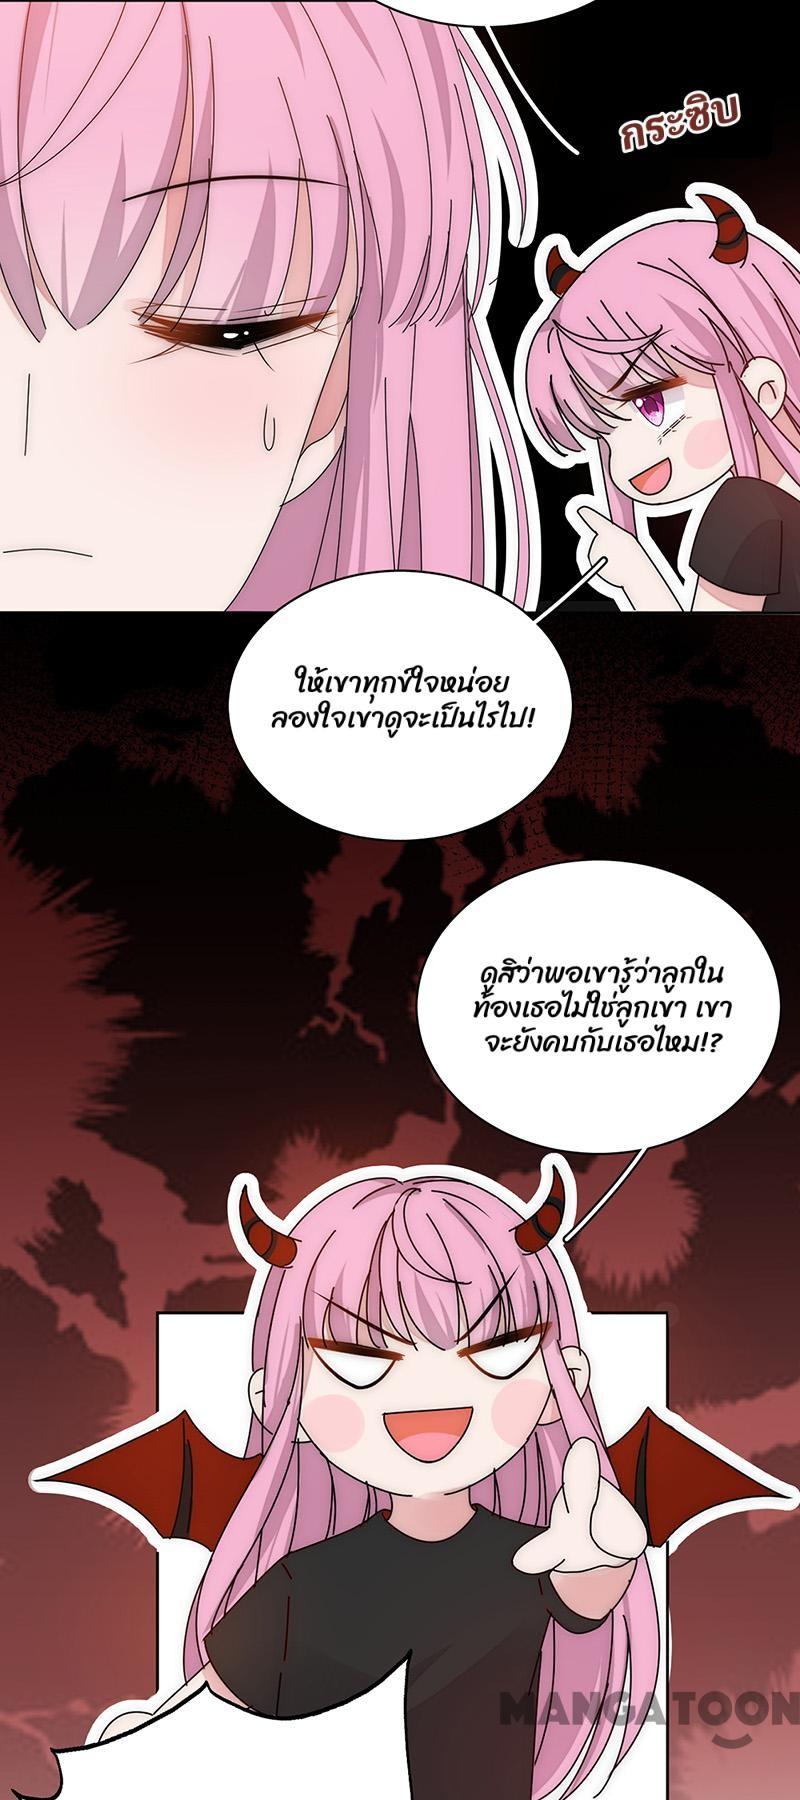 กระซิบ
ให้เขาทุกข์ใจหน่อย
ลองใจเขาดูจะเป็นไรไป!
ดูสิว่าพอเขารู้ว่าลูกใน
ท้องเธอไม่ใช่ลูกเขา เขา
จะยังคบกับเธอไหม!?
MANGATOON